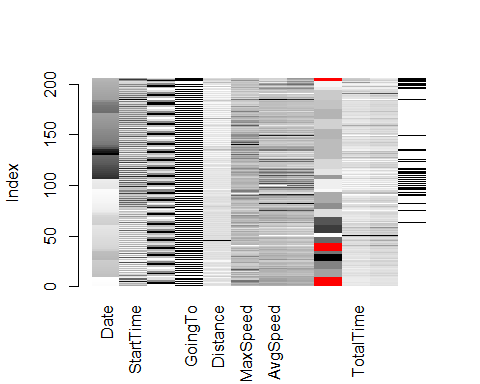 200
150
100
50
0
Index
Date
StartTime
GoingTo
Distance
MaxSpeed
AvgSpeed
TotalTime